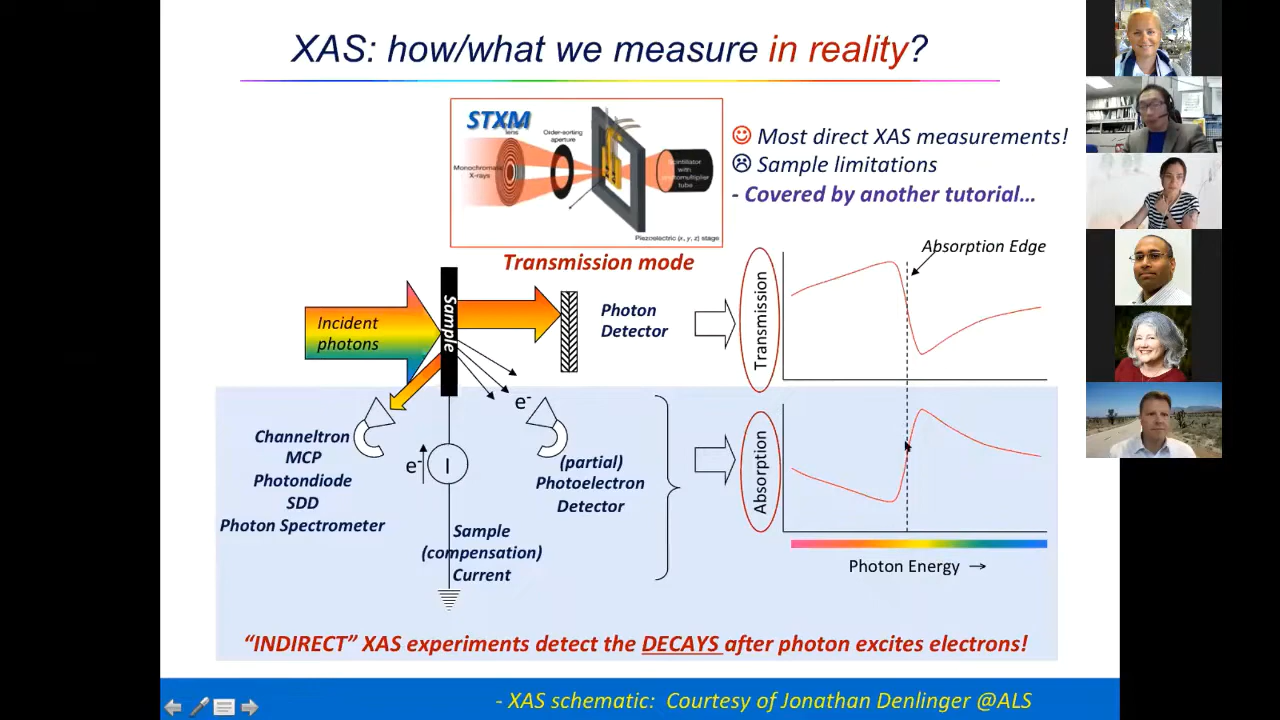 XAS: how/what we measure in reality?
STXM
lens
Order-sorting
aperture
Monochromatic
X-rays
Scintillator
with
photomultiplier
tube
Piezoelectric (x, y, z) stage
Most direct XAS measurements!
Sample limitations
- Covered by another tutorial…
Transmission mode
Incident
photons
Sample
Photon
Detector
Transmission
Absorption Edge
e-
Channeltron
MCP
Photondiode
SDD
Photon Spectrometer
e-
I
(partial)
Photoelectron
Detector
Sample
(compensation)
Current
Absorption
Photon Energy →
“INDIRECT” XAS experiments detect the DECAYS after photon excites electrons!
- XAS schematic: Courtesy of Jonathan Denlinger @ALS